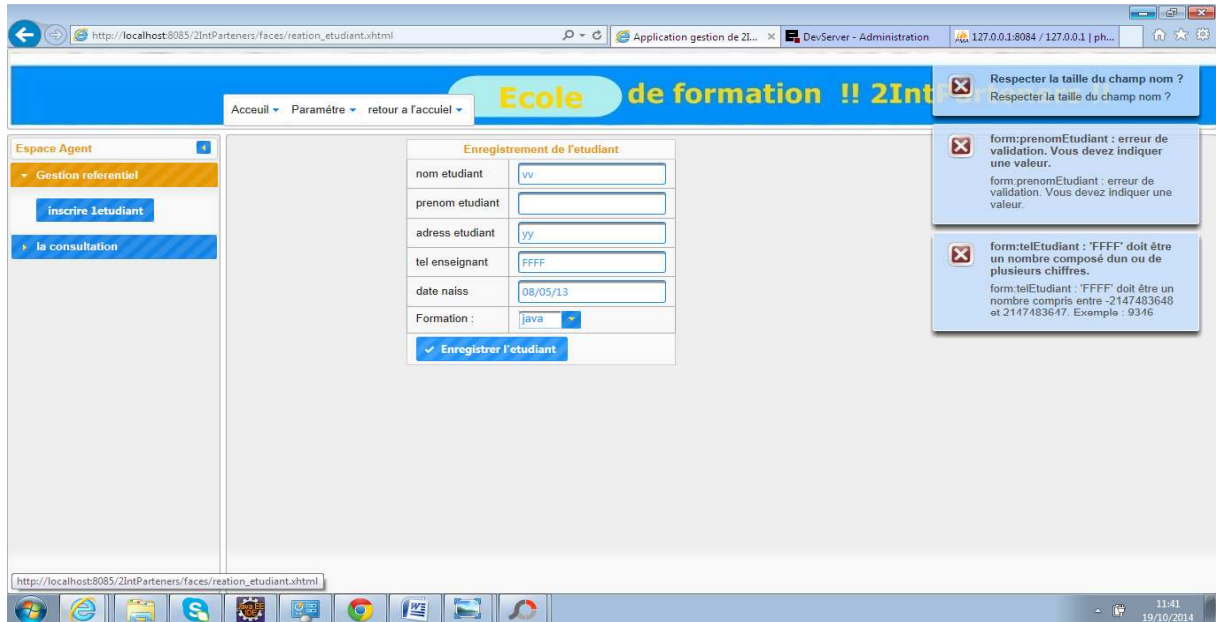 http://localhost:8085/2IntParteners/faces/reation_etudiant.xhtml
Application gestion de 2I...
DevServer - Administration
127.0.0.1:8084 / 127.0.0.1 | ph...
Ecole de formation !! 2Int
Acceuil Paramétre retour a l'accuiel
Respecter la taille du champ nom ?
Respecter la taille du champ nom ?
form:prenomEtudiant : erreur de
validation. Vous devez indiquer
une valeur.
form:prenomEtudiant : erreur de
validation. Vous devez indiquer une
valeur.
form:telEtudiant : 'FFFF' doit être
un nombre composé dun ou de
plusieurs chiffres.
form:telEtudiant : 'FFFF' doit être un
nombre compris entre -2147483648
et 2147483647. Exemple : 9346
Espace Agent
Gestion referentiel
inscrire 1etudiant
la consultation
Enregistrement de l'etudiant
nom etudiant vv
prenom etudiant
adress etudiant yy
tel enseignant FFFF
date naiss 08/05/13
Formation : java
Enregistrer l'etudiant
http://localhost:8085/2IntParteners/faces/reation_etudiant.xhtml
11:41
19/10/2014